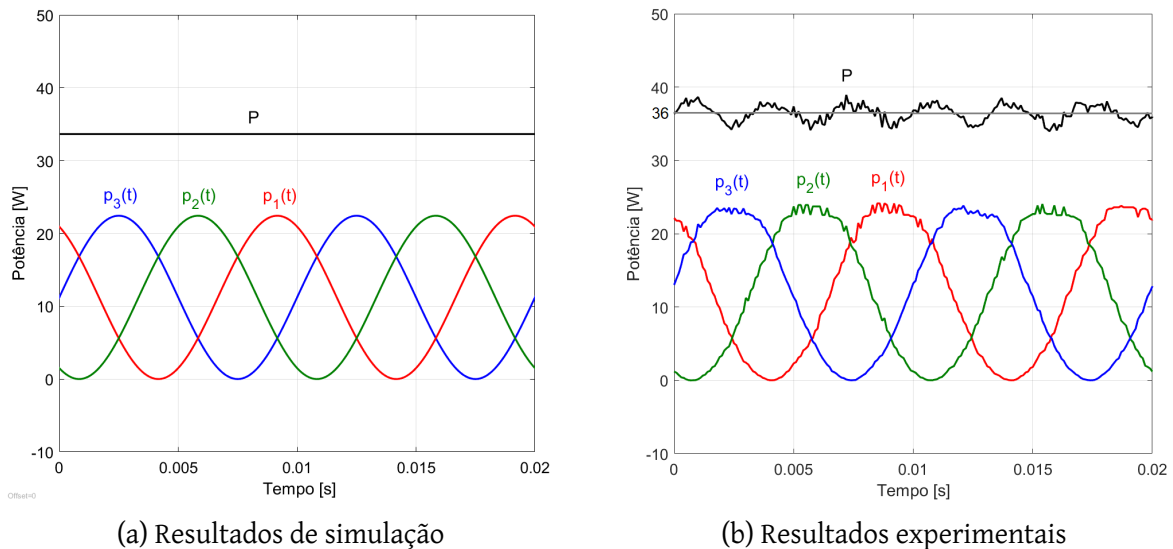 50
40
30
20
10
0
-10
Potência [W]
P
p3(t)
p2(t)
p1(t)
0
0.005
0.01
0.015
0.02
Tempo [s]
Offset=0
(a) Resultados de simulação
50
40
36
30
20
10
0
-10
Potência [W]
P
p3(t)
p2(t)
p1(t)
0
0.005
0.01
0.015
0.02
Tempo [s]
(b) Resultados experimentais